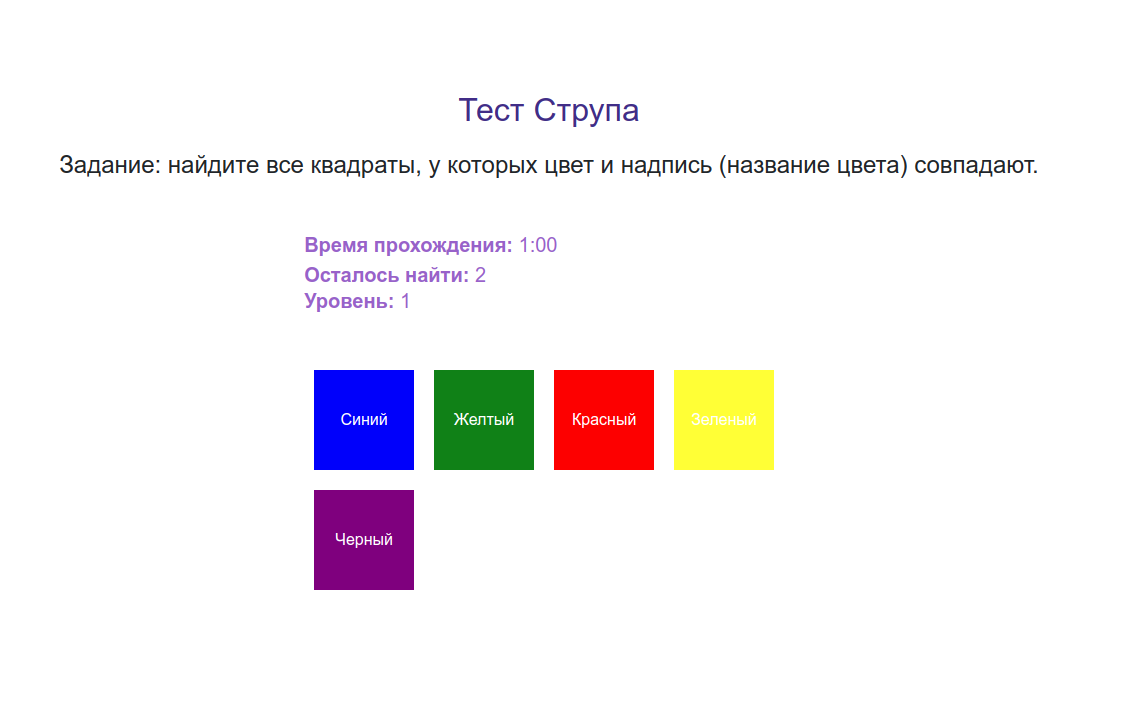 Тест Струпа
Задание: найдите все квадраты, у которых цвет и надпись (название цвета) совпадают.
Время прохождения: 1:00
Осталось найти: 2
Уровень: 1
Синий
Желтый
Красный
Зеленый
Черный